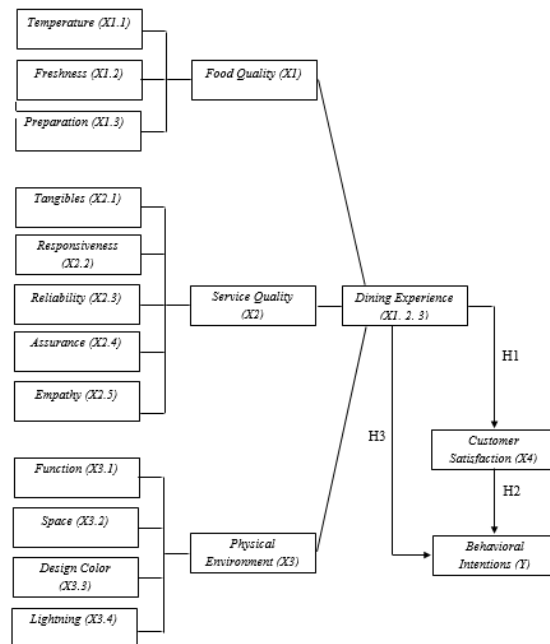 Temperature (X1.1)
Freshness (X1.2)
Food Quality (X1)
Preparation (X1.3)
Tangibles (X2.1)
Responsiveness
(X2.2)
Reliability (X2.3)
Service Quality
(X2)
Dining Experience
(X1, 2, 3)
Assurance (X2.4)
Empathy (X2.5)
H1
H3
Customer
Satisfaction (X4)
H2
Behavioral
Intentions (Y)
Function (X3.1)
Space (X3.2)
Physical
Environment (X3)
Design Color
(X3.3)
Lightning (X3.4)